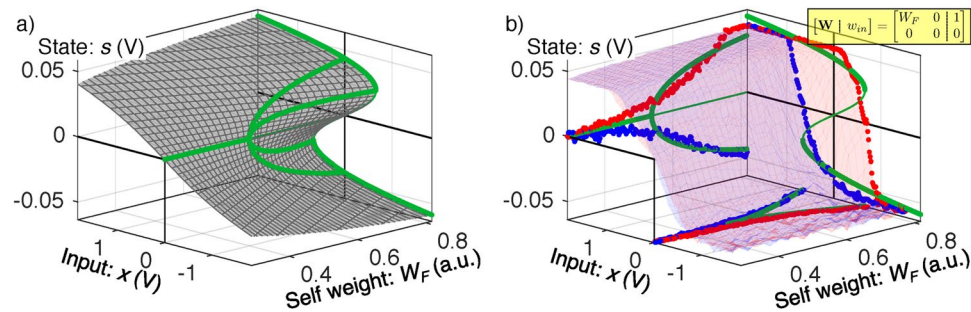 a)
State: s (V)
0.05
0
-0.05
1
0
-1
Input: x (V)
0.4
0.6
0.8
Self weight: W_F (a.u.)
b)
[W | w_in] = [W_F 0 | 1
0 0 | 0]
State: s (V)
0.05
0
-0.05
1
0
-1
Input: x (V)
0.4
0.6
0.8
Self weight: W_F (a.u.)